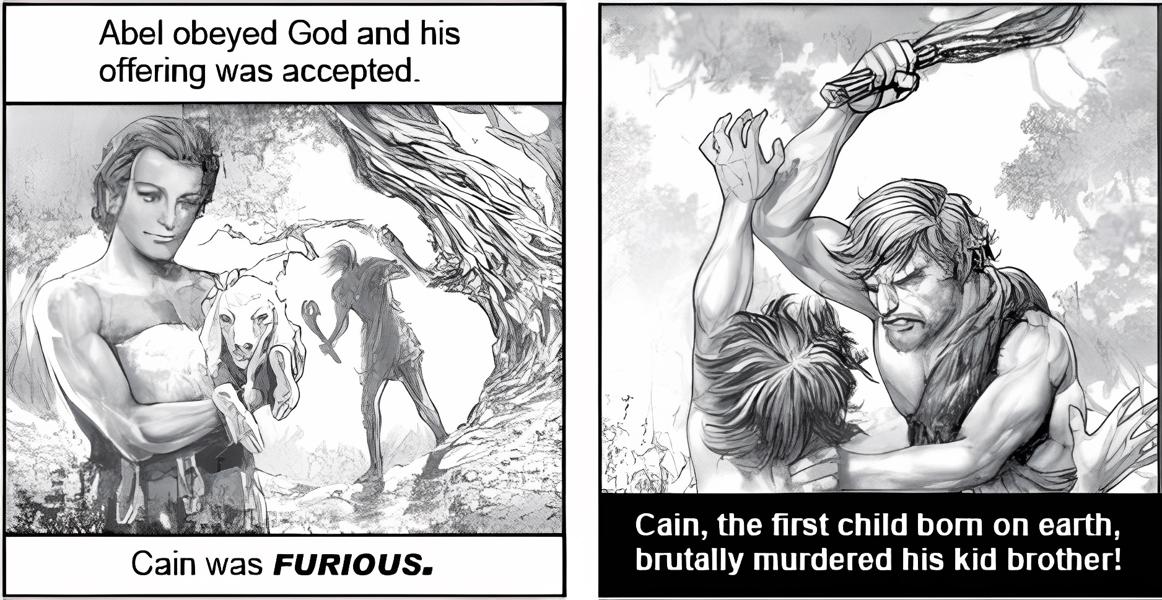 Abel obeyed God and his
offering was accepted.
Cain was FURIOUS.
Cain, the first child born on earth,
brutally murdered his kid brother!